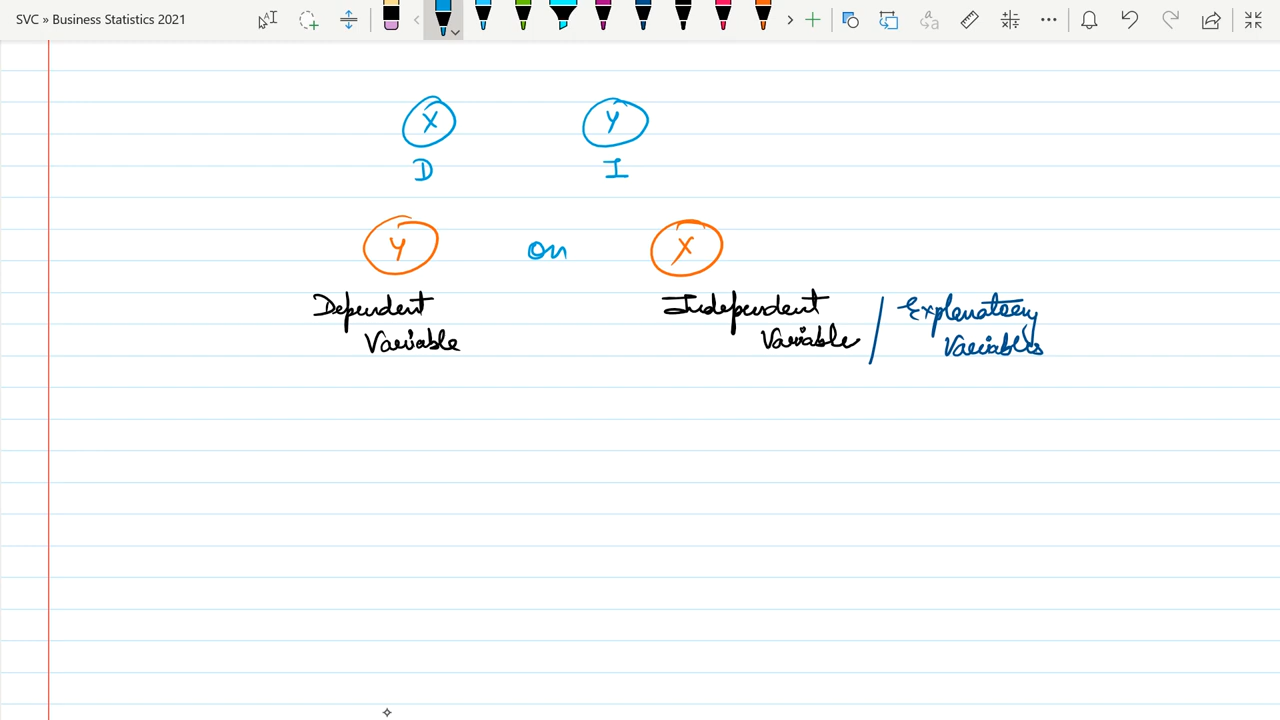 SVC » Business Statistics 2021
X Y
D I
Y on X
Dependent Independent / Explanatory
Variable Variable Variables